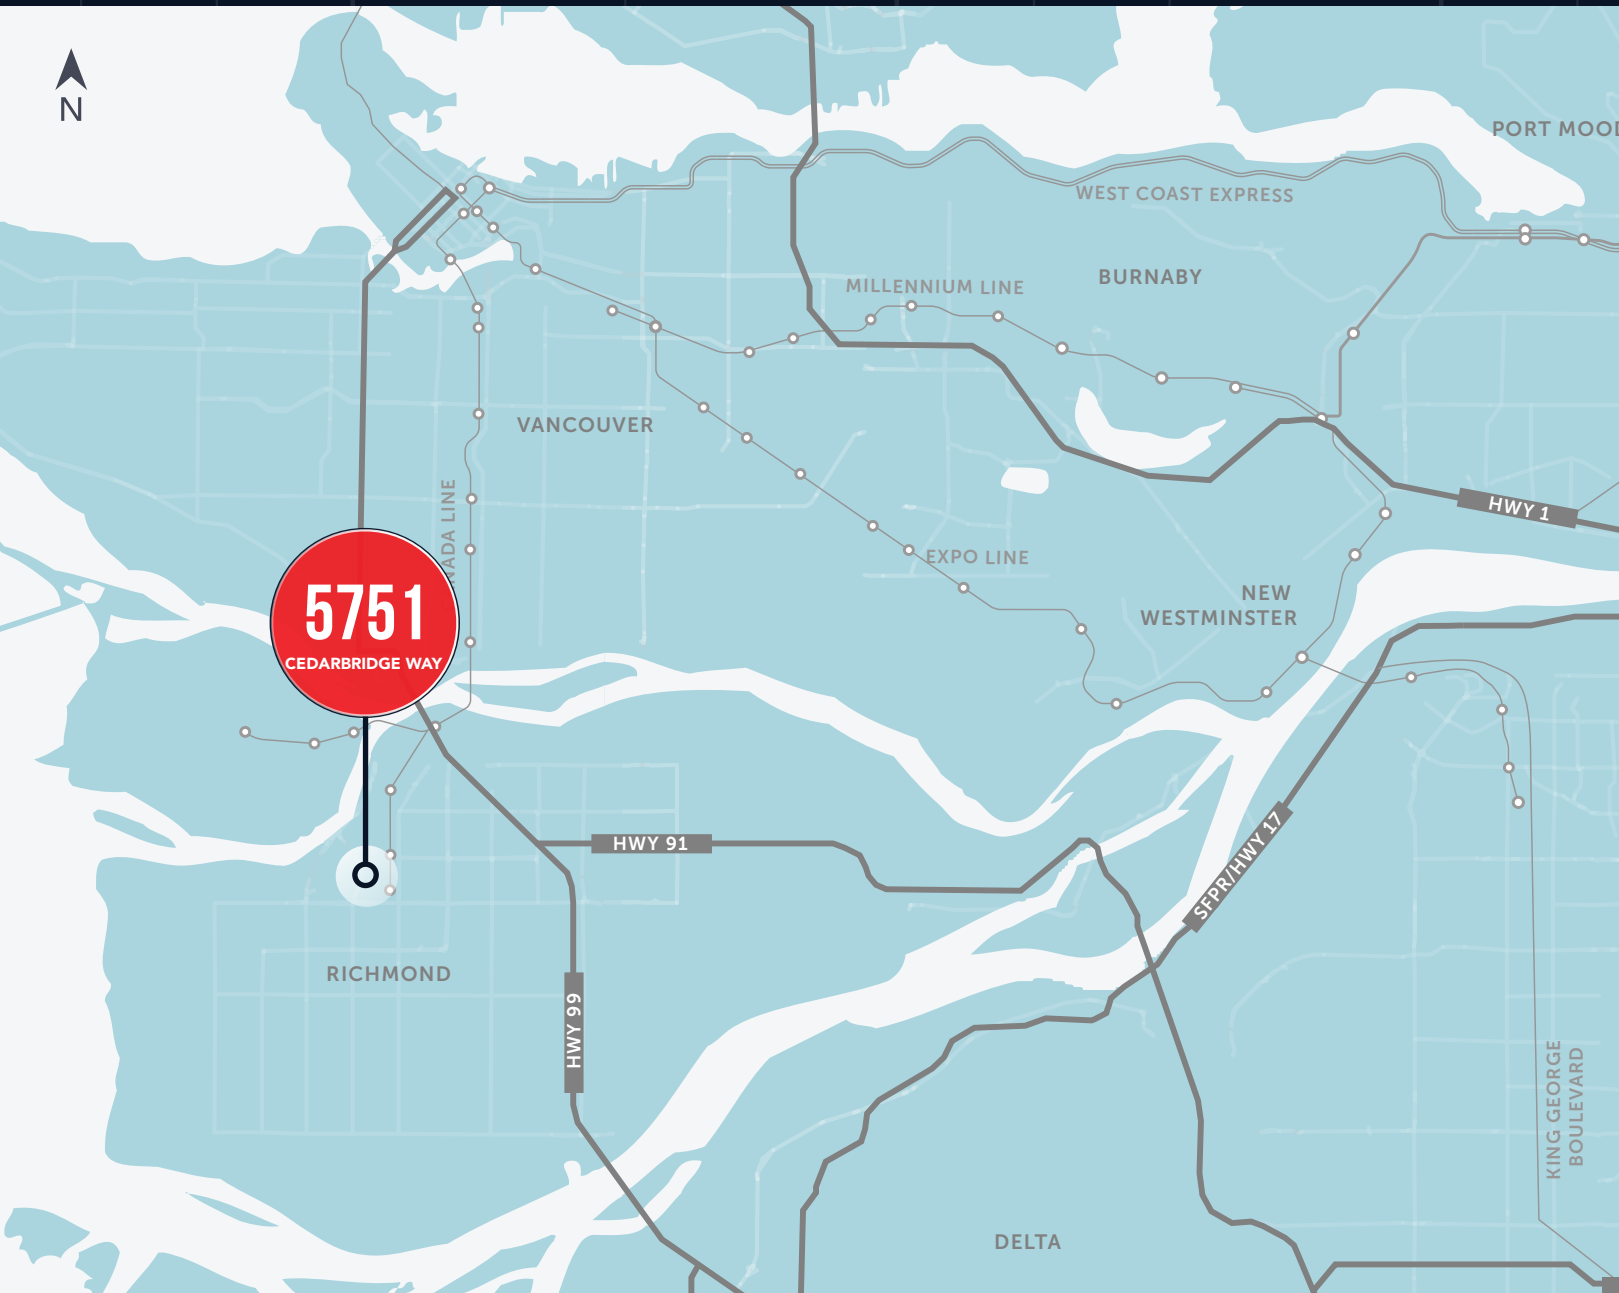 N
PORT MOOD
WEST COAST EXPRESS
BURNABY
MILLENNIUM LINE
VANCOUVER
NADA LINE
HWY 1
EXPO LINE
NEW
WESTMINSTER
5751
CEDARBRIDGE WAY
HWY 91
SFPR/HWY 17
RICHMOND
HWY 99
KING GEORGE
BOULEVARD
DELTA